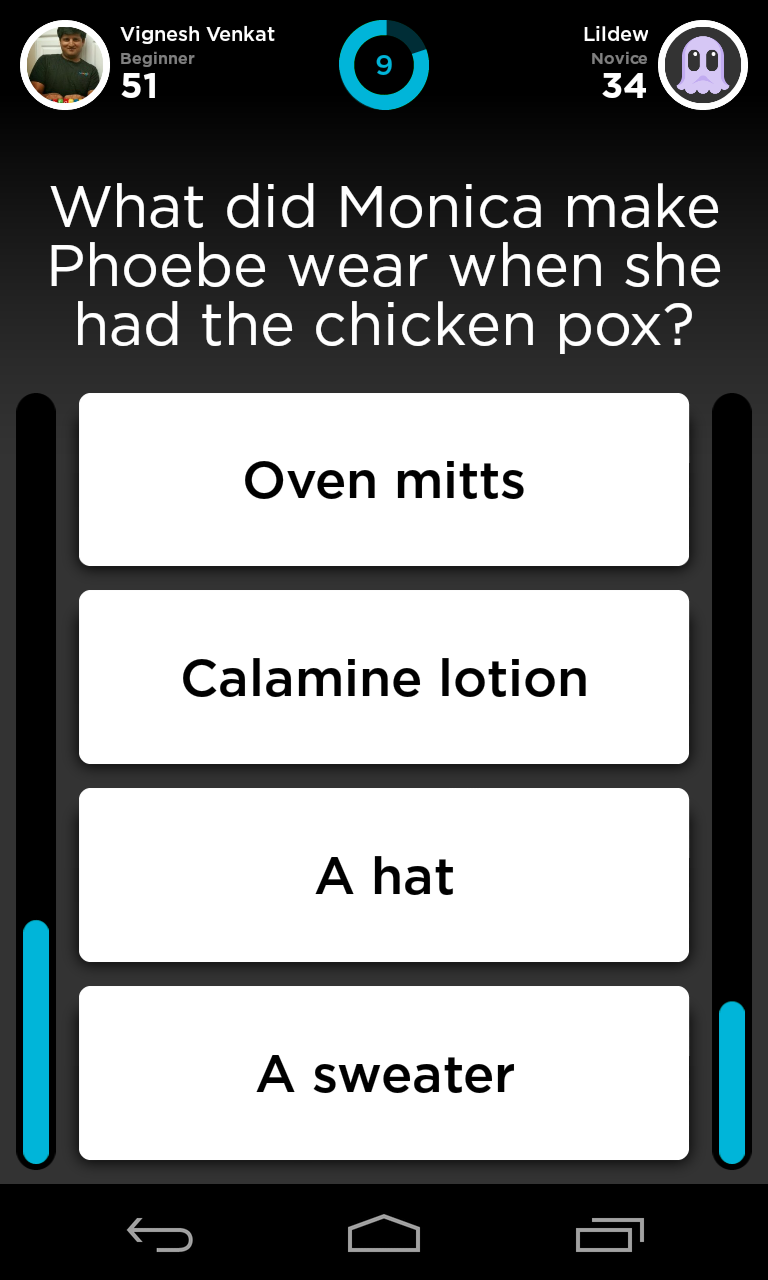 Vignesh Venkat
Beginner
51
9
Lildew
Novice
34
What did Monica make
Phoebe wear when she
had the chicken pox?
Oven mitts
Calamine lotion
A hat
A sweater